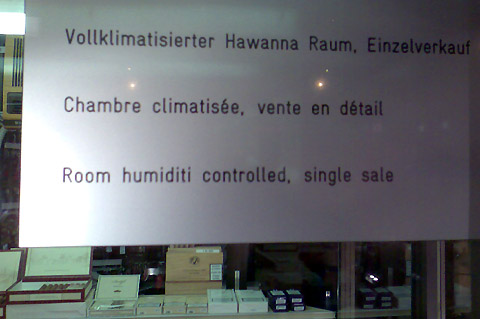 Vollklimatisierter Hawanna Raum, Einzelverkauf
Chambre climatisée, vente en détail
Room humiditi controlled, single sale